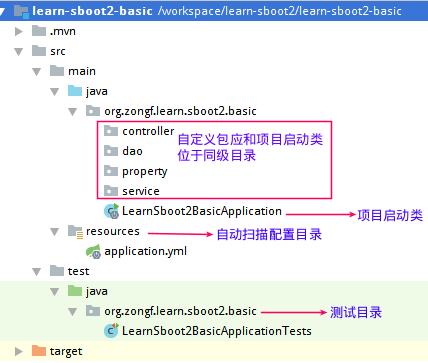 learn-sboot2-basic /workspace/learn-sboot2/learn-sboot2-basic
.mvn
src
main
java
org.zongf.learn.sboot2.basic
controller
自定义包应和项目启动类
位于同级目录
dao
property
service
LearnSboot2BasicApplication
项目启动类
resources
自动扫描配置目录
application.yml
test
java
org.zongf.learn.sboot2.basic
测试目录
LearnSboot2BasicApplicationTests
target